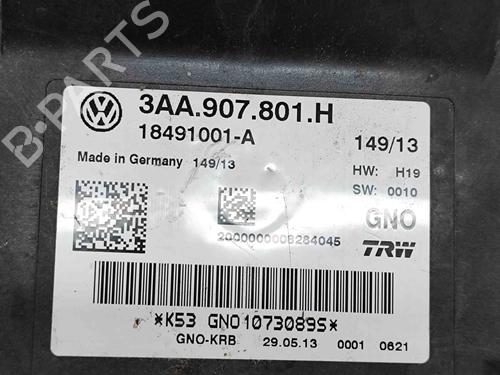 B-PARTS
3AA.907.801.H
18491001-A
149/13
Made in Germany 149/13
HW: H19
SW: 0010
GNO
2000000008284045
TRW
*K53 GNO1073089S*
GNO-KRB 29.05.13 0001 0621